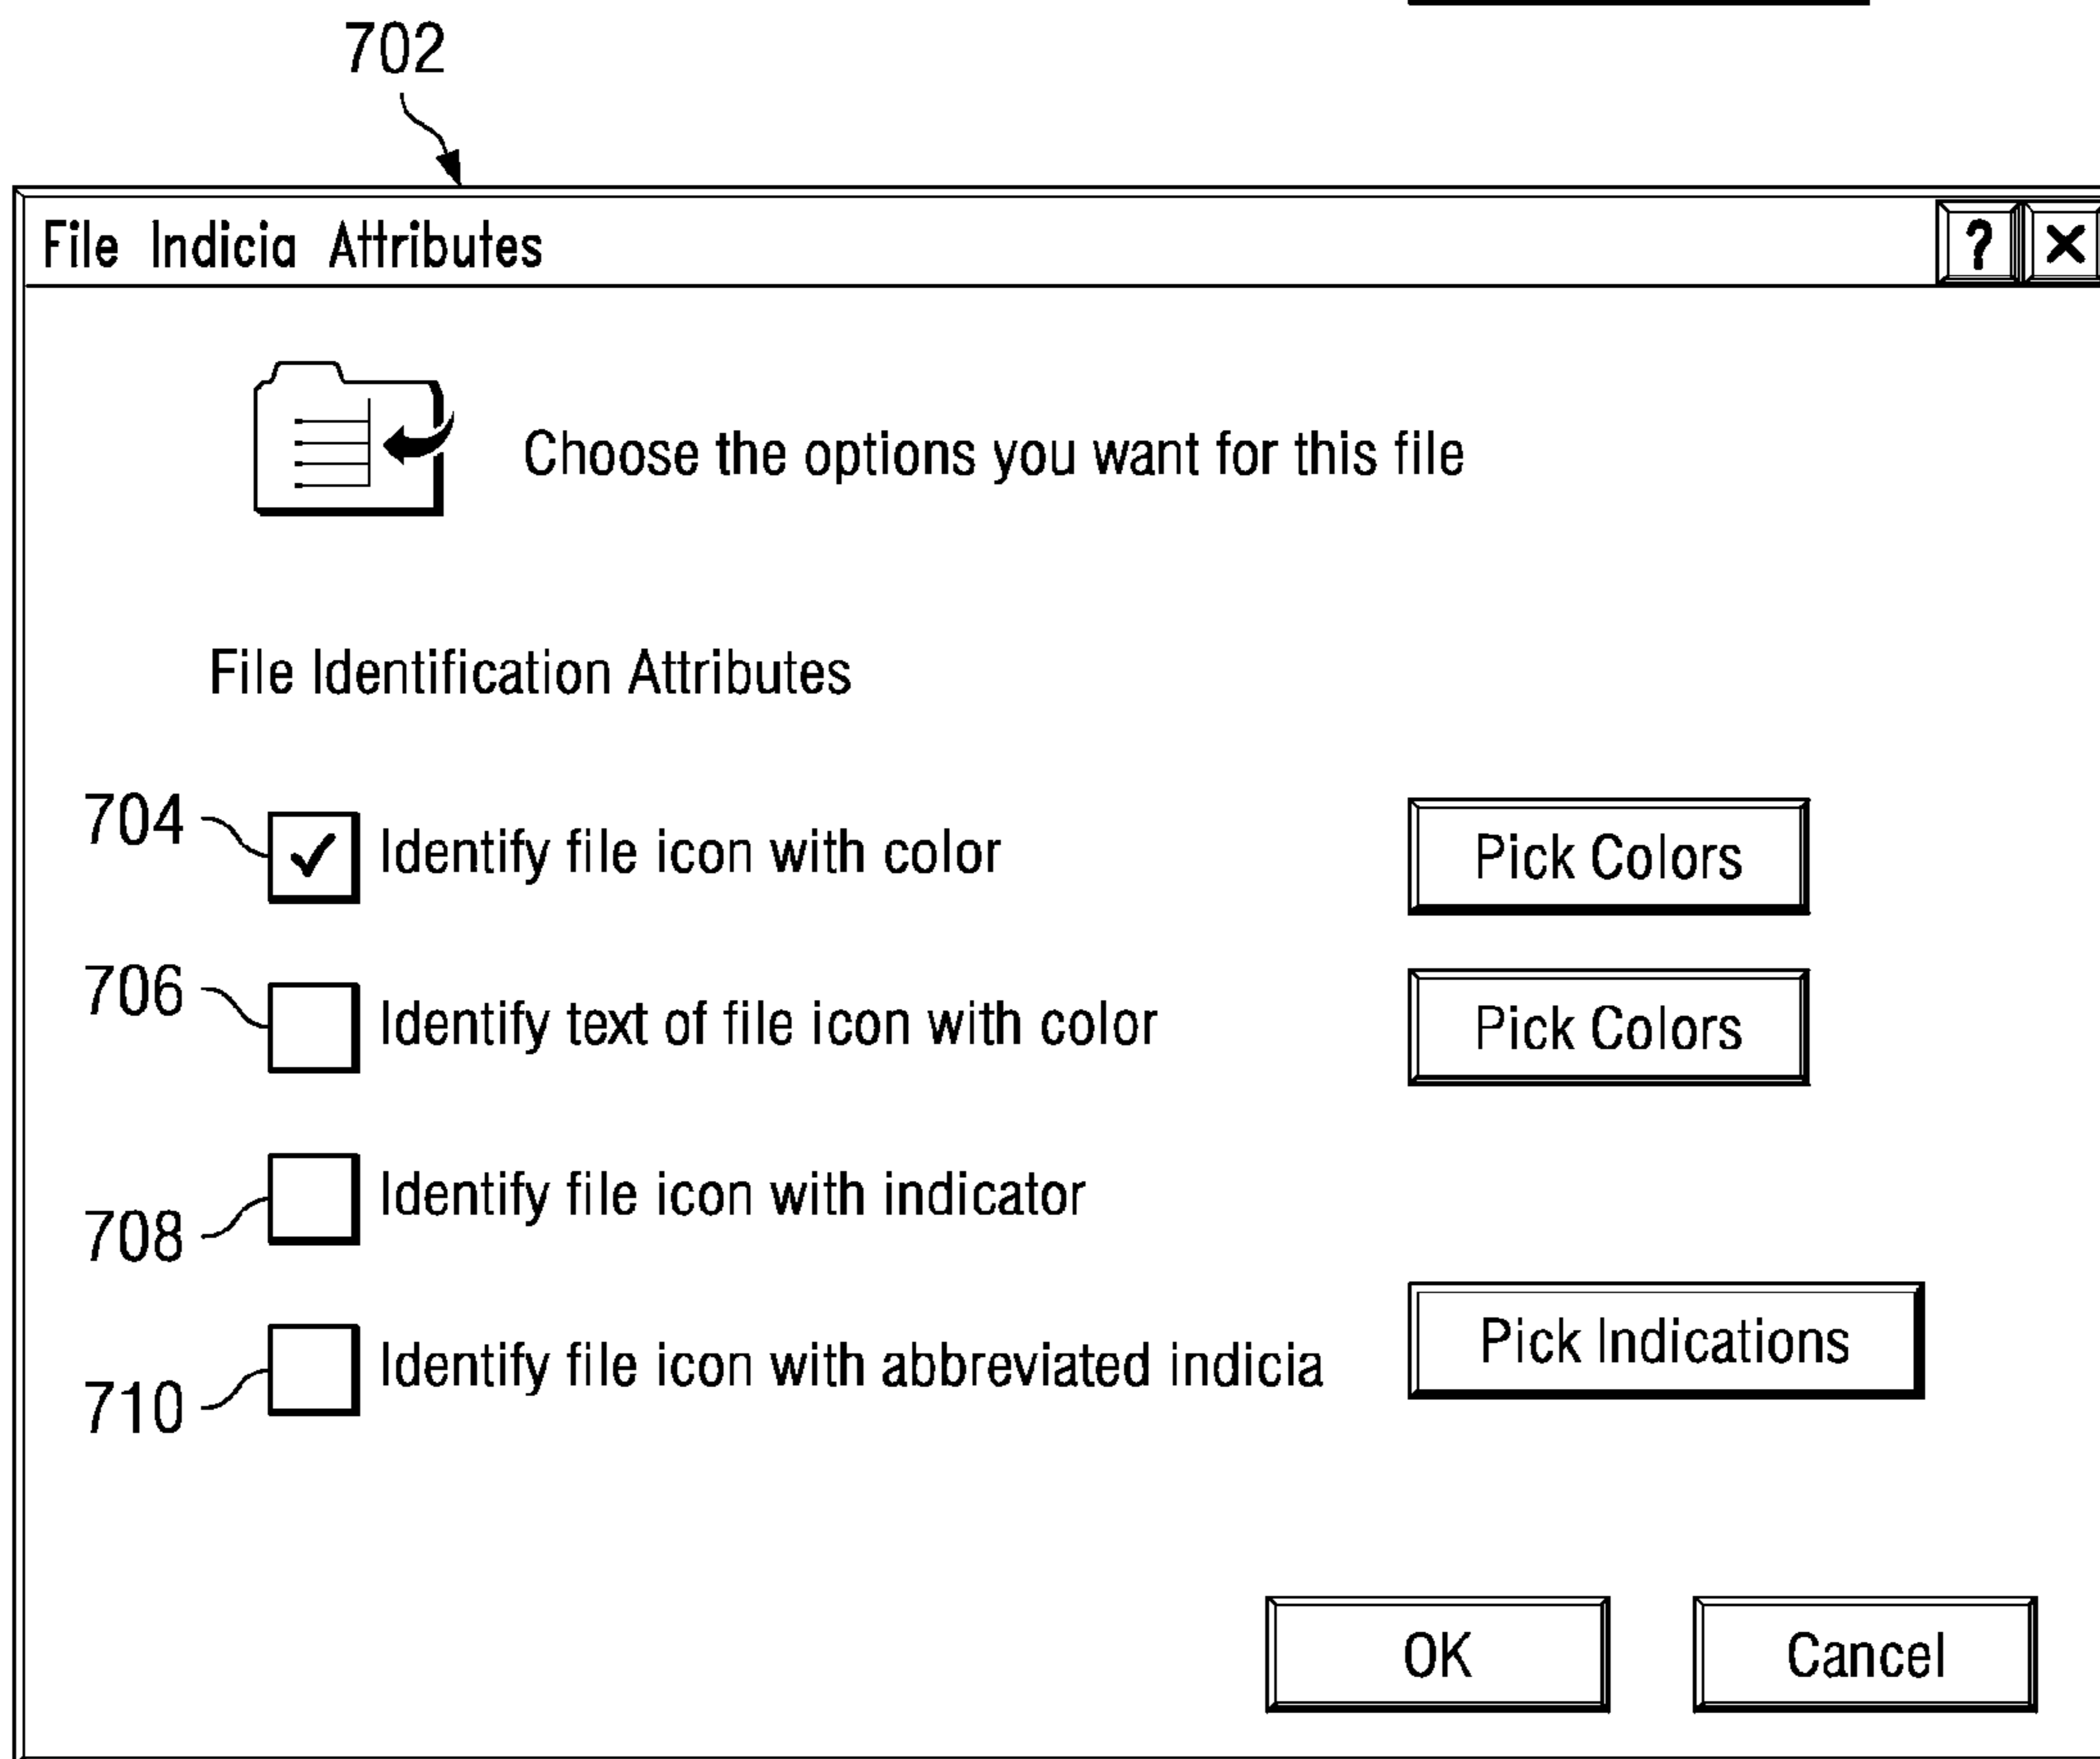 702
File Indicia Attributes ? ×
Choose the options you want for this file
File Identification Attributes
704 Identify file icon with color Pick Colors
706 Identify text of file icon with color Pick Colors
708 Identify file icon with indicator
710 Identify file icon with abbreviated indicia Pick Indications
OK Cancel